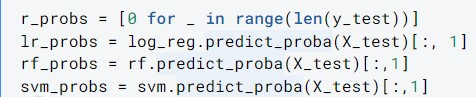 r_probs = [0 for _ in range(len(y_test))]
lr_probs = log_reg.predict_proba(X_test)[:, 1]
rf_probs = rf.predict_proba(X_test)[:,1]
svm_probs = svm.predict_proba(X_test)[:,1]